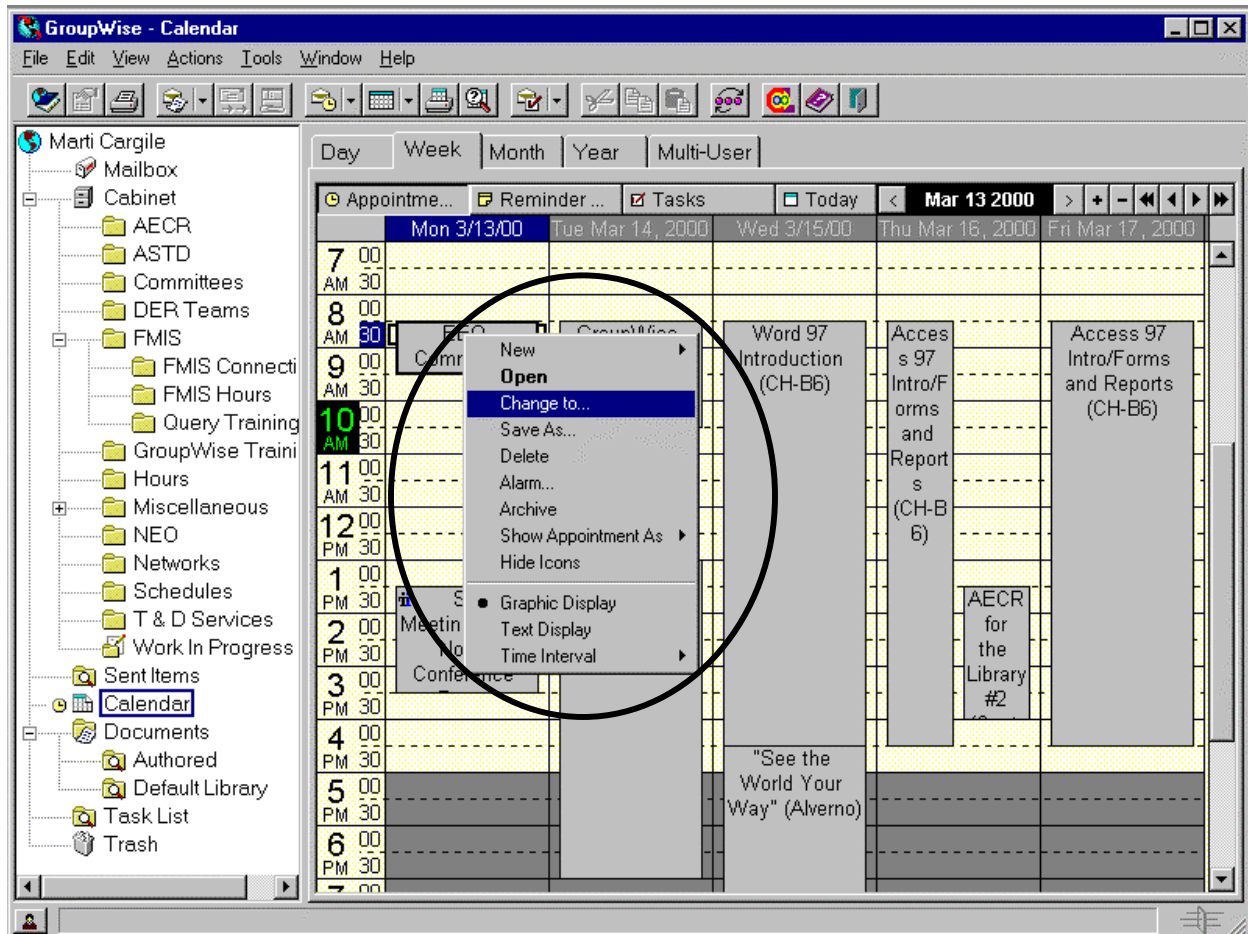 GroupWise - Calendar
File Edit View Actions Tools Window Help
Marti Cargile
Mailbox
Cabinet
AECR
ASTD
Committees
DER Teams
FMIS
FMIS Connecti
FMIS Hours
Query Training
GroupWise Traini
Hours
Miscellaneous
NEO
Networks
Schedules
T & D Services
Work In Progress
Sent Items
Calendar
Documents
Authored
Default Library
Task List
Trash
Day Week Month Year Multi-User
Appointme... Reminder ... Tasks Today < Mar 13 2000 > + -
Mon 3/13/00 Tue Mar 14, 2000 Wed 3/15/00 Thu Mar 16, 2000 Fri Mar 17, 2000
7 00
AM 30
8 00
AM 30
9 00
AM 30
10 00
AM 30
11 00
AM 30
12 00
PM 30
1 00
PM 30
2 00
PM 30
3 00
PM 30
4 00
PM 30
5 00
PM 30
6 00
PM 30
Meetin
No
Conference
New
Open
Change to...
Save As...
Delete
Alarm...
Archive
Show Appointment As
Hide Icons
Graphic Display
Text Display
Time Interval
GroupWise
Word 97
Introduction
(CH-B6)
"See the
World Your
Way" (Alverno)
Acces
s 97
Intro/F
orms
and
Report
s
(CH-B
6)
AECR
for
the
Library
#2
Access 97
Intro/Forms
and Reports
(CH-B6)